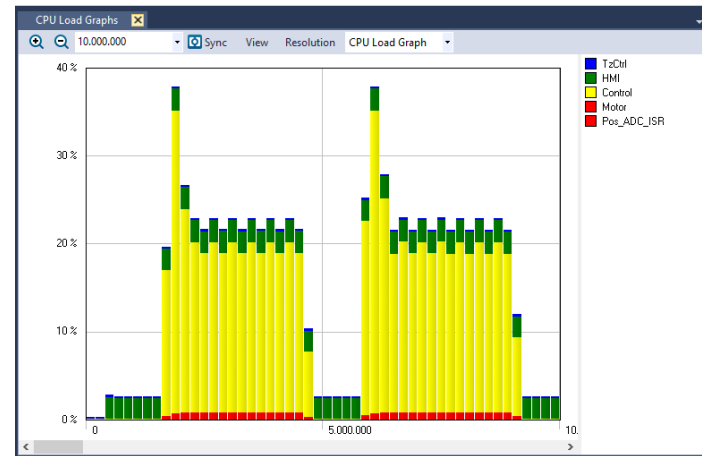 CPU Load Graphs
10.000.000 Sync View Resolution CPU Load Graph
40 %
30 %
20 %
10 %
0 %
0 5.000.000 10.
TzCtrl
HMI
Control
Motor
Pos_ADC_ISR